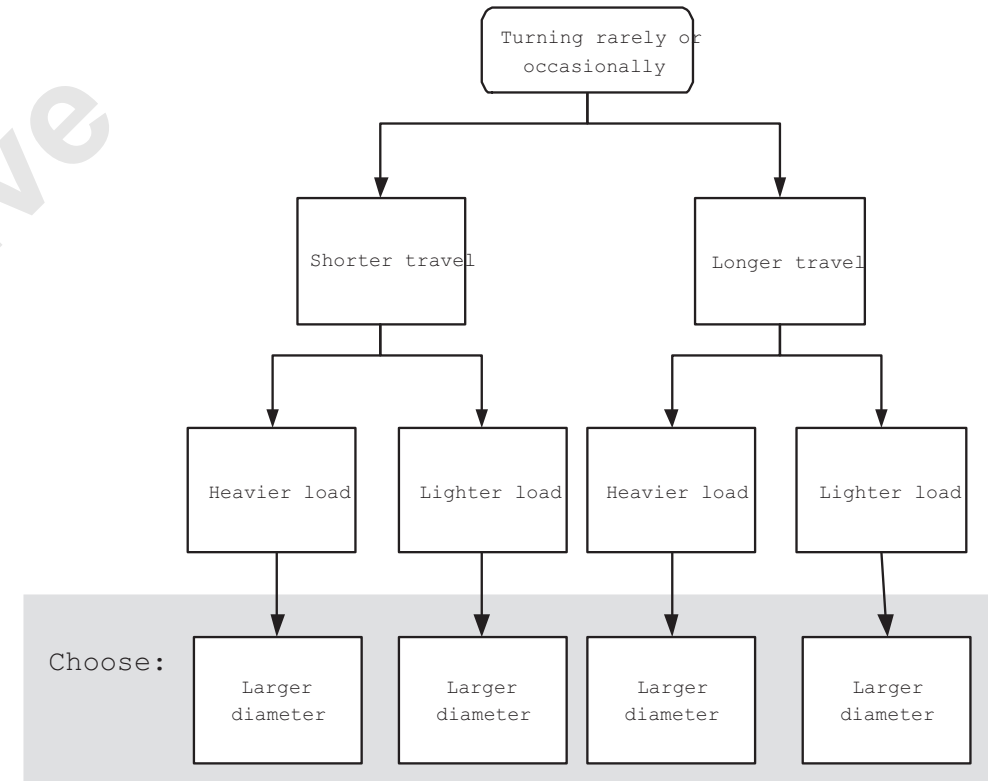 Turning rarely or
occasionally
Shorter travel
Longer travel
Heavier load
Lighter load
Heavier load
Lighter load
Choose:
Larger
diameter
Larger
diameter
Larger
diameter
Larger
diameter